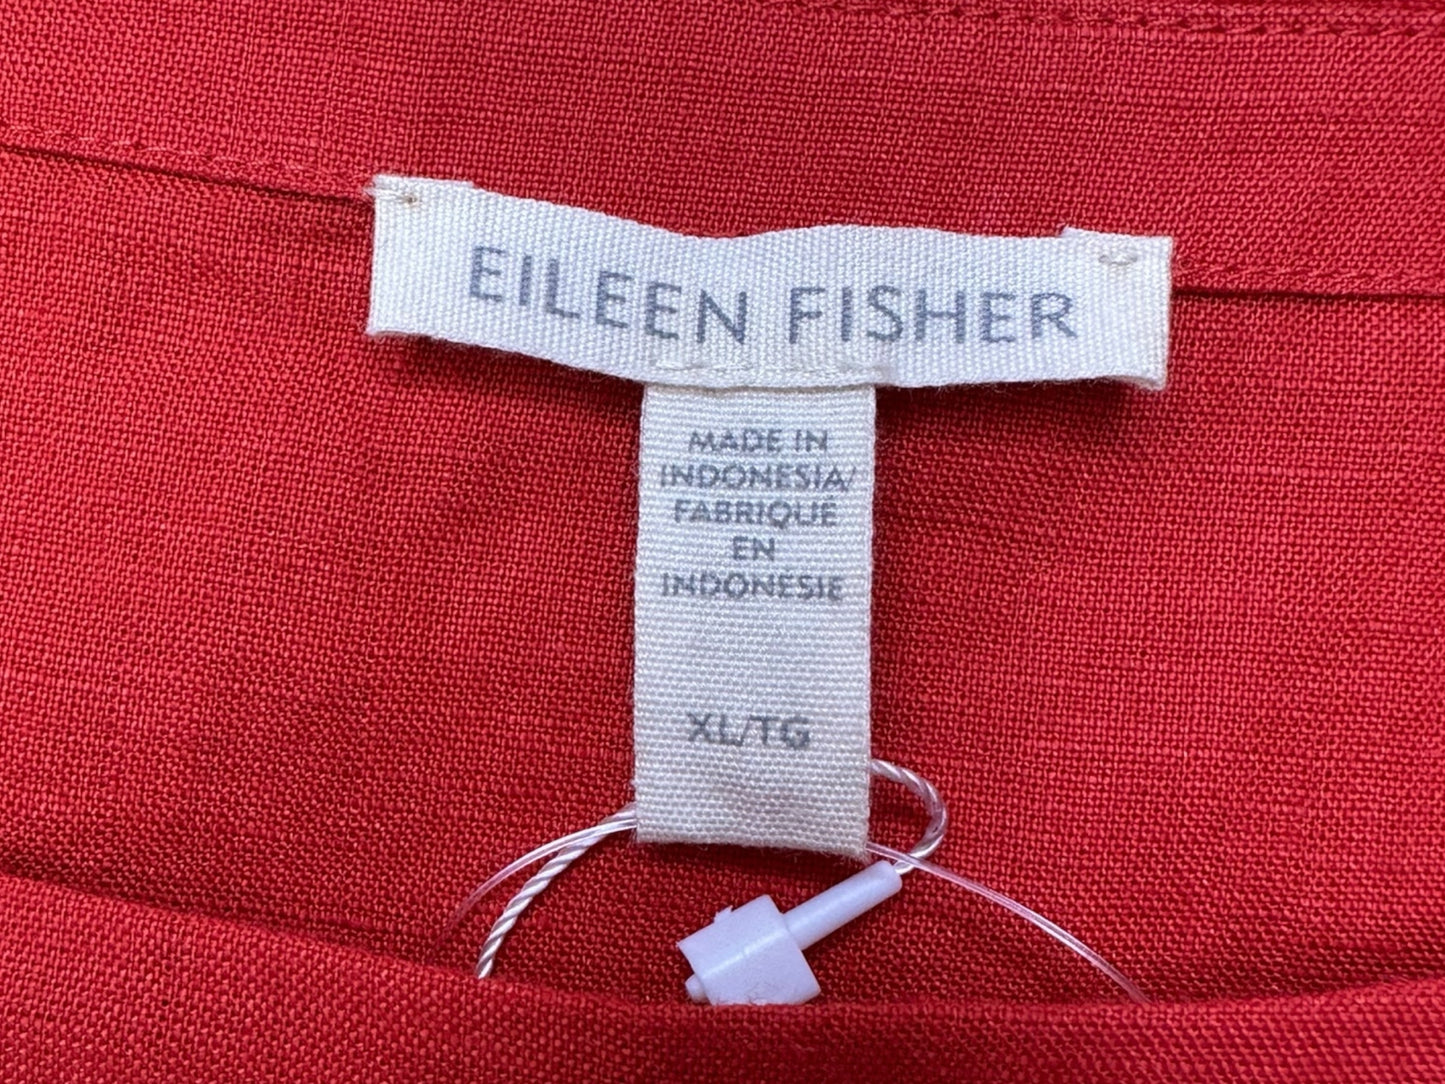 EILEEN FISHER
MADE IN
INDONESIA/
FABRIQUÉ
EN
INDONÉSIE
XL/TG